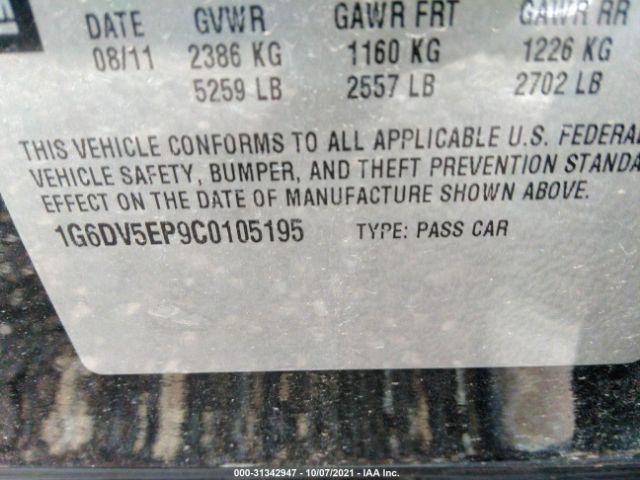 DATE GVWR GAWR FRT GAWR RR
08/11 2386 KG 1160 KG 1226 KG
5259 LB 2557 LB 2702 LB
THIS VEHICLE CONFORMS TO ALL APPLICABLE U.S. FEDERAL
VEHICLE SAFETY, BUMPER, AND THEFT PREVENTION STANDA
EFFECT ON THE DATE OF MANUFACTURE SHOWN ABOVE.
1G6DV5EP9C0105195 TYPE: PASS CAR
000-31342947 - 10/07/2021 - IAA Inc.